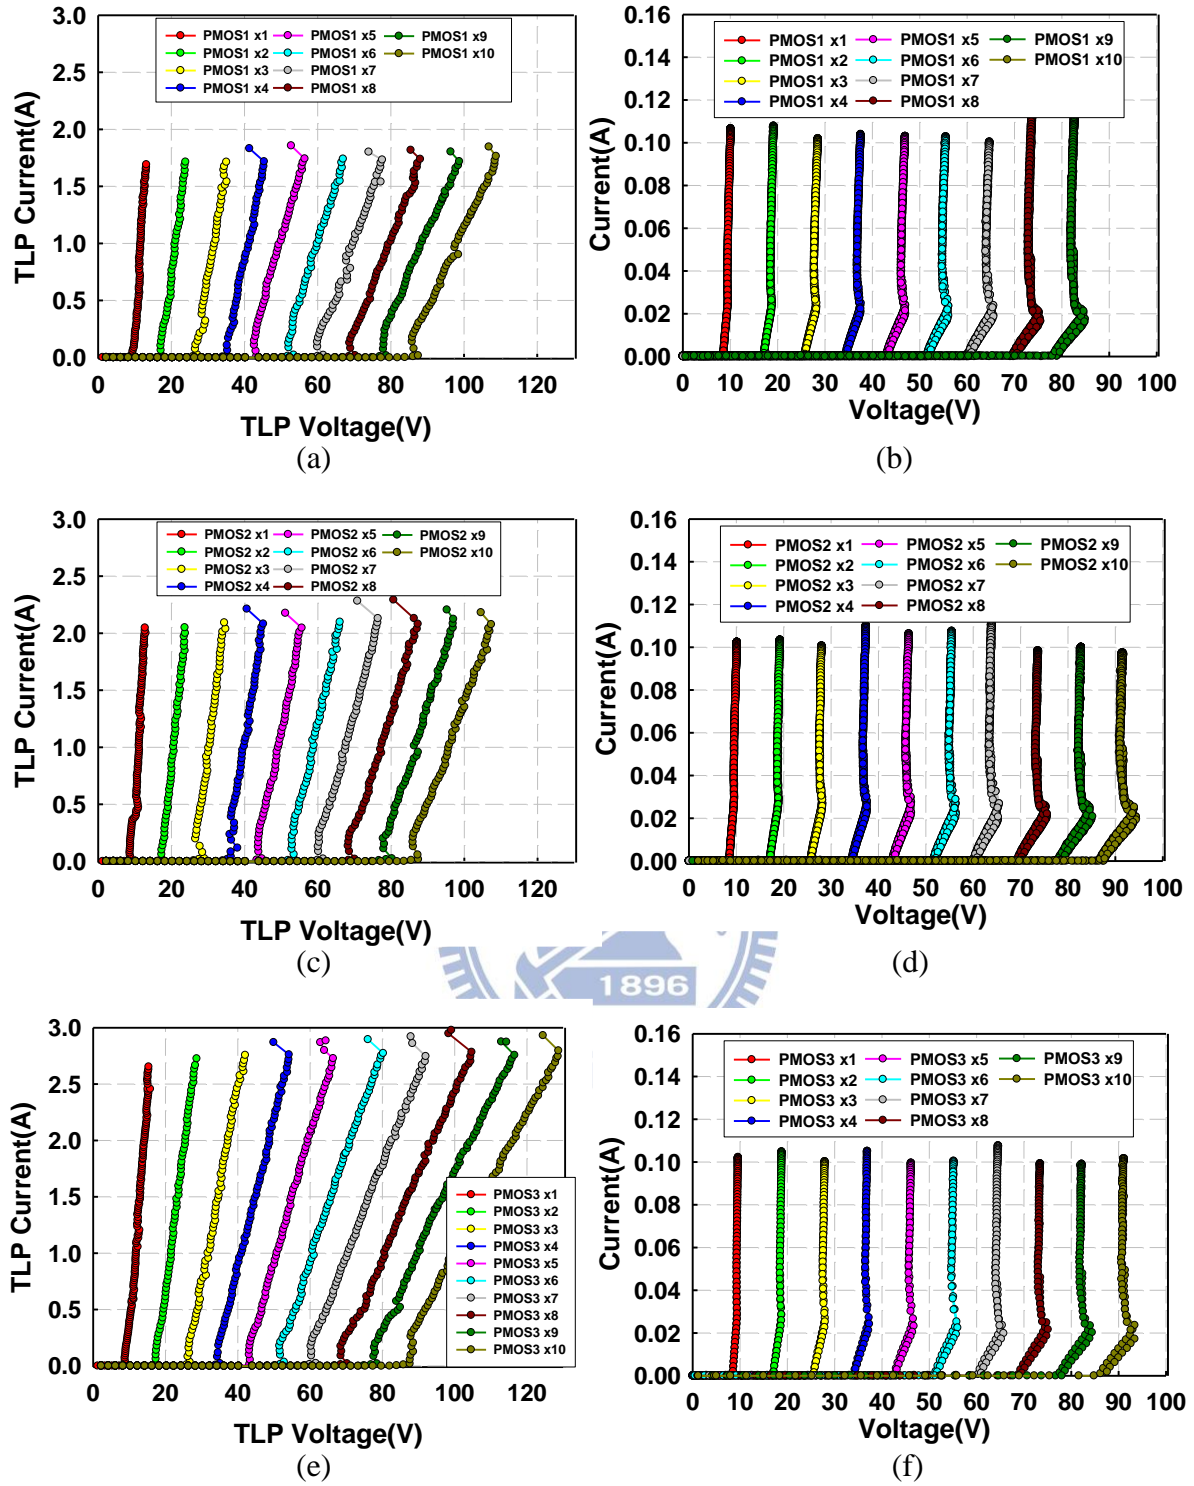 3.0
2.5
2.0
1.5
1.0
0.5
0.0
TLP Current(A)
PMOS1 x1
PMOS1 x2
PMOS1 x3
PMOS1 x4
PMOS1 x5
PMOS1 x6
PMOS1 x7
PMOS1 x8
PMOS1 x9
PMOS1 x10
0 20 40 60 80 100 120
TLP Voltage(V)
(a)
0.16
0.14
0.12
0.10
0.08
0.06
0.04
0.02
0.00
Current(A)
PMOS1 x1
PMOS1 x2
PMOS1 x3
PMOS1 x4
PMOS1 x5
PMOS1 x6
PMOS1 x7
PMOS1 x8
PMOS1 x9
PMOS1 x10
0 10 20 30 40 50 60 70 80 90 100
Voltage(V)
(b)
3.0
2.5
2.0
1.5
1.0
0.5
0.0
TLP Current(A)
PMOS2 x1
PMOS2 x2
PMOS2 x3
PMOS2 x4
PMOS2 x5
PMOS2 x6
PMOS2 x7
PMOS2 x8
PMOS2 x9
PMOS2 x10
0 20 40 60 80 100 120
TLP Voltage(V)
(c)
0.16
0.14
0.12
0.10
0.08
0.06
0.04
0.02
0.00
Current(A)
PMOS2 x1
PMOS2 x2
PMOS2 x3
PMOS2 x4
PMOS2 x5
PMOS2 x6
PMOS2 x7
PMOS2 x8
PMOS2 x9
PMOS2 x10
0 10 20 30 40 50 60 70 80 90 100
Voltage(V)
(d)
1896
3.0
2.5
2.0
1.5
1.0
0.5
0.0
TLP Current(A)
PMOS3 x1
PMOS3 x2
PMOS3 x3
PMOS3 x4
PMOS3 x5
PMOS3 x6
PMOS3 x7
PMOS3 x8
PMOS3 x9
PMOS3 x10
0 20 40 60 80 100 120
TLP Voltage(V)
(e)
0.16
0.14
0.12
0.10
0.08
0.06
0.04
0.02
0.00
Current(A)
PMOS3 x1
PMOS3 x2
PMOS3 x3
PMOS3 x4
PMOS3 x5
PMOS3 x6
PMOS3 x7
PMOS3 x8
PMOS3 x9
PMOS3 x10
0 10 20 30 40 50 60 70 80 90 100
Voltage(V)
(f)